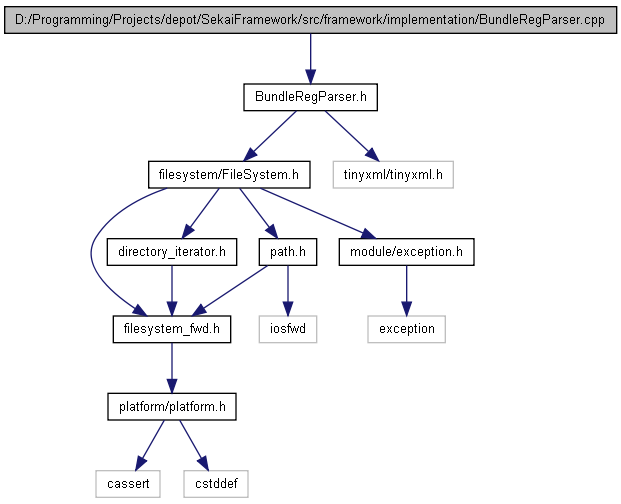 D:/Programming/Projects/depot/SekaiFramework/src/framework/implementation/BundleRegParser.cpp
BundleRegParser.h
filesystem/FileSystem.h
tinyxml/tinyxml.h
directory_iterator.h
path.h
module/exception.h
filesystem_fwd.h
iosfwd
exception
platform/platform.h
cassert
cstddef